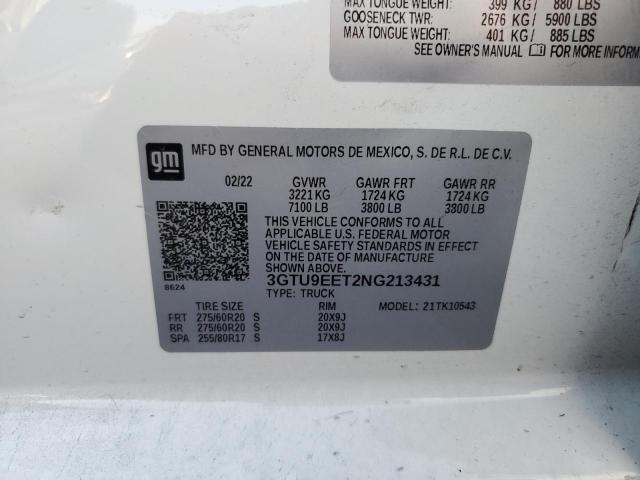 MAX TONGUE WEIGHT: 399 KG / 880 LBS
GOOSENECK TWR: 2676 KG / 5900 LBS
MAX TONGUE WEIGHT: 401 KG / 885 LBS
SEE OWNER'S MANUAL FOR MORE INFORM
gm
MFD BY GENERAL MOTORS DE MEXICO, S. DE R.L. DE C.V.
02/22 GVWR GAWR FRT GAWR RR
3221 KG 1724 KG 1724 KG
7100 LB 3800 LB 3800 LB
THIS VEHICLE CONFORMS TO ALL
APPLICABLE U.S. FEDERAL MOTOR
VEHICLE SAFETY STANDARDS IN EFFECT
ON THE DATE OF MANUFACTURE
SHOWN ABOVE.
3GTU9EET2NG213431
8624
TYPE: TRUCK
TIRE SIZE RIM MODEL: 21TK10543
FRT 275/60R20 S 20X9J
RR 275/60R20 S 20X9J
SPA 255/80R17 S 17X8J